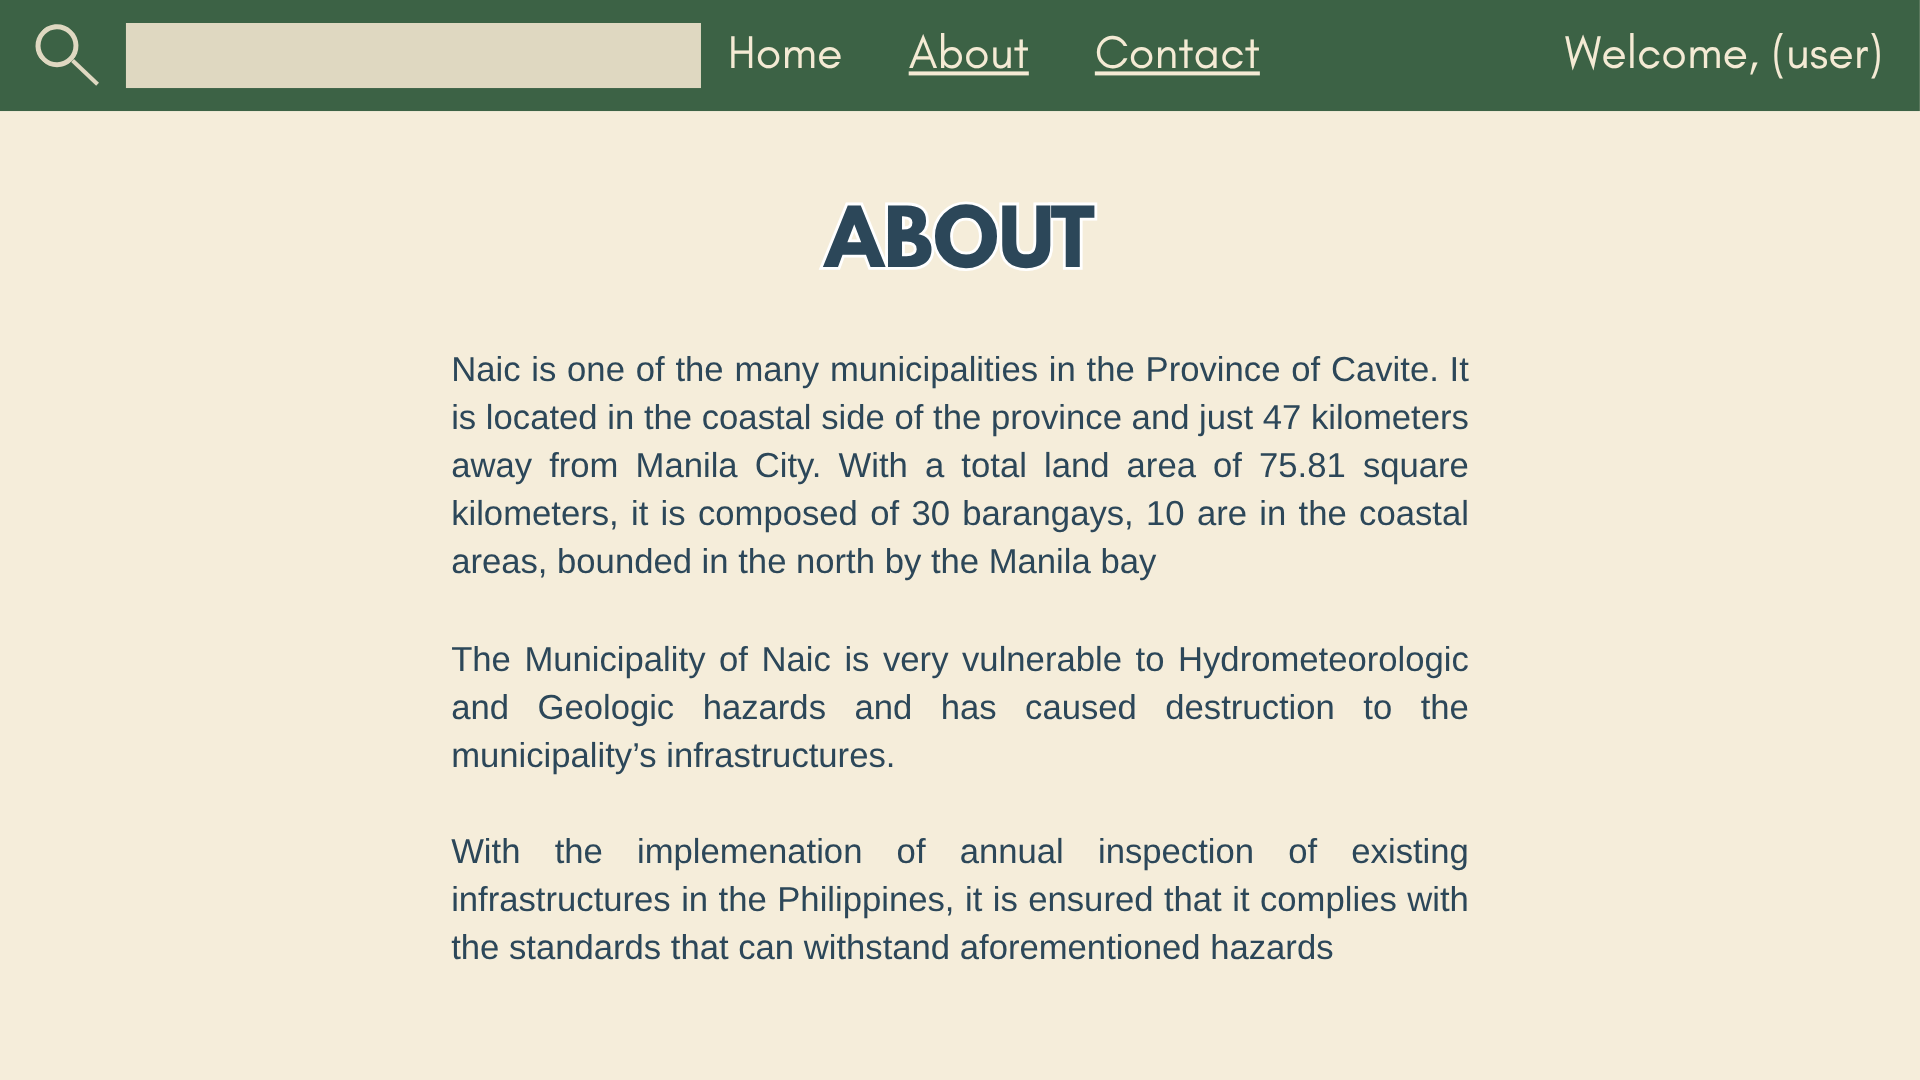 Home About Contact Welcome, (user)
ABOUT
Naic is one of the many municipalities in the Province of Cavite. It
is located in the coastal side of the province and just 47 kilometers
away from Manila City. With a total land area of 75.81 square
kilometers, it is composed of 30 barangays, 10 are in the coastal
areas, bounded in the north by the Manila bay
The Municipality of Naic is very vulnerable to Hydrometeorologic
and Geologic hazards and has caused destruction to the
municipality’s infrastructures.
With the implemenation of annual inspection of existing
infrastructures in the Philippines, it is ensured that it complies with
the standards that can withstand aforementioned hazards